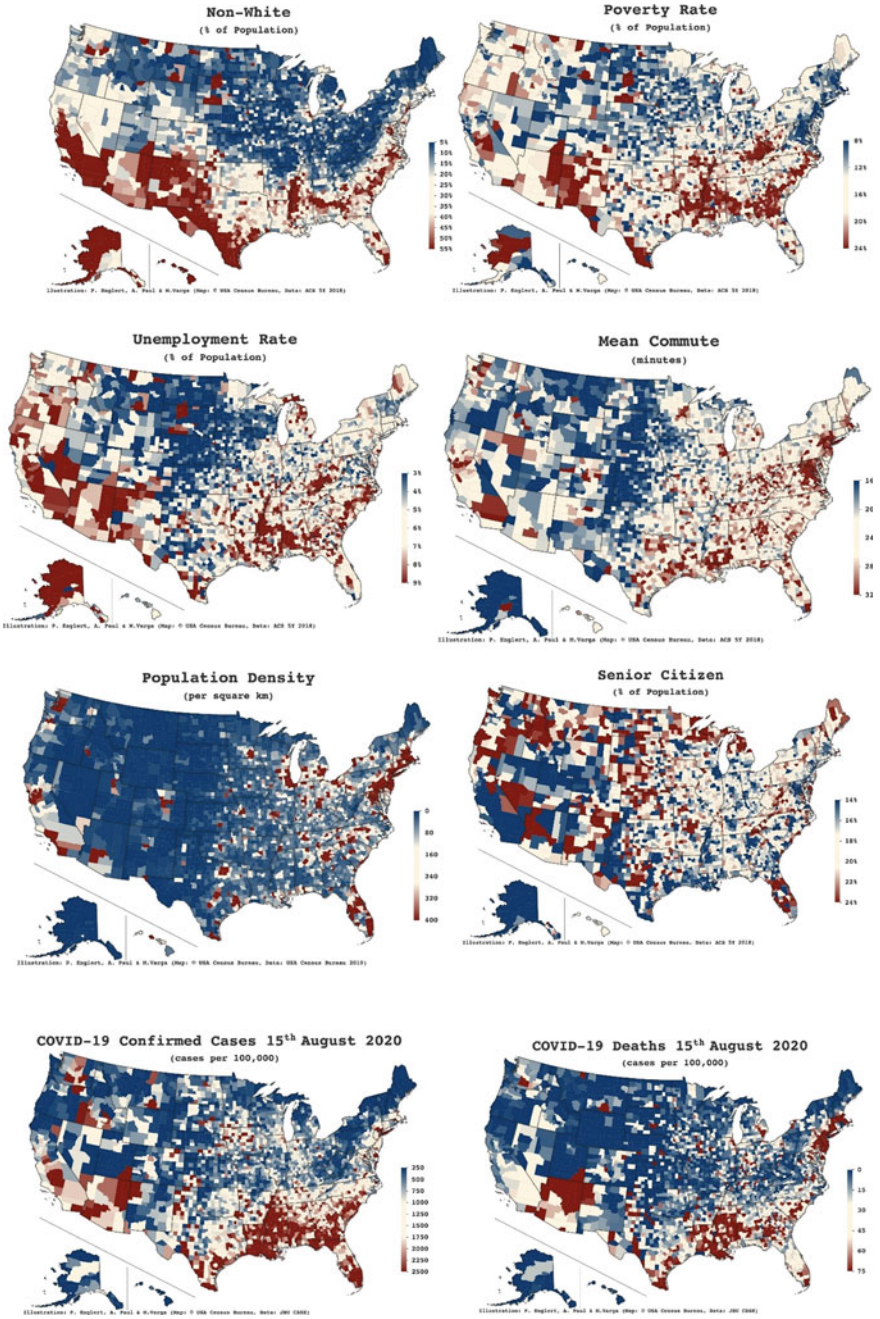 Non-White
(% of Population)
5%
10%
15%
20%
25%
30%
35%
40%
45%
50%
55%
Illustration: P. Englert, A. Paul & M.Varga (Map: © USA Census Bureau, Data: ACS 5Y 2018)
Poverty Rate
(% of Population)
8%
12%
16%
20%
24%
Illustration: P. Englert, A. Paul & M.Varga (Map: © USA Census Bureau, Data: ACS 5Y 2018)
Unemployment Rate
(% of Population)
3%
4%
5%
6%
7%
8%
9%
Illustration: P. Englert, A. Paul & M.Varga (Map: © USA Census Bureau, Data: ACS 5Y 2018)
Mean Commute
(minutes)
16
20
24
28
32
Illustration: P. Englert, A. Paul & M.Varga (Map: © USA Census Bureau, Data: ACS 5Y 2018)
Population Density
(per square km)
0
80
160
240
320
400
Illustration: P. Englert, A. Paul & M.Varga (Map: © USA Census Bureau, Data: USA Census Bureau 2019)
Senior Citizen
(% of Population)
14%
16%
18%
20%
22%
24%
Illustration: P. Englert, A. Paul & M.Varga (Map: © USA Census Bureau, Data: ACS 5Y 2018)
COVID-19 Confirmed Cases 15th August 2020
(cases per 100,000)
250
500
750
1000
1250
1500
1750
2000
2250
2500
Illustration: P. Englert, A. Paul & M.Varga (Map: © USA Census Bureau, Data: JHU CSSE)
COVID-19 Deaths 15th August 2020
(cases per 100,000)
0
15
30
45
60
75
Illustration: P. Englert, A. Paul & M.Varga (Map: © USA Census Bureau, Data: JHU CSSE)